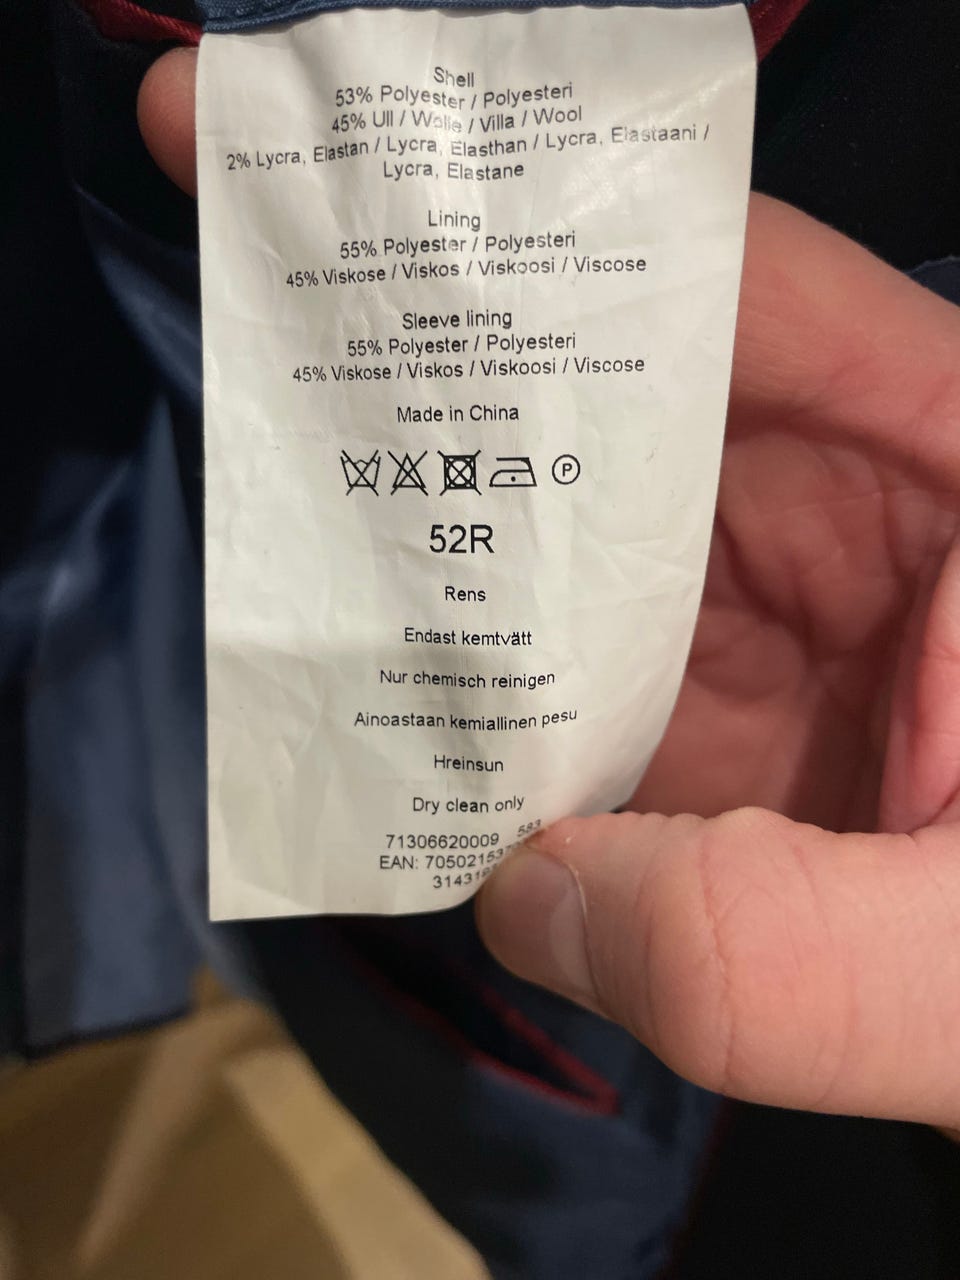 Shell
53% Polyester / Polyesteri
45% Ull / Wolle / Villa / Wool
2% Lycra, Elastan / Lycra, Elasthan / Lycra, Elastaani /
Lycra, Elastane
Lining
55% Polyester / Polyesteri
45% Viskose / Viskos / Viskoosi / Viscose
Sleeve lining
55% Polyester / Polyesteri
45% Viskose / Viskos / Viskoosi / Viscose
Made in China
P
52R
Rens
Endast kemtvätt
Nur chemisch reinigen
Ainoastaan kemiallinen pesu
Hreinsun
Dry clean only
71306620009 583
EAN: